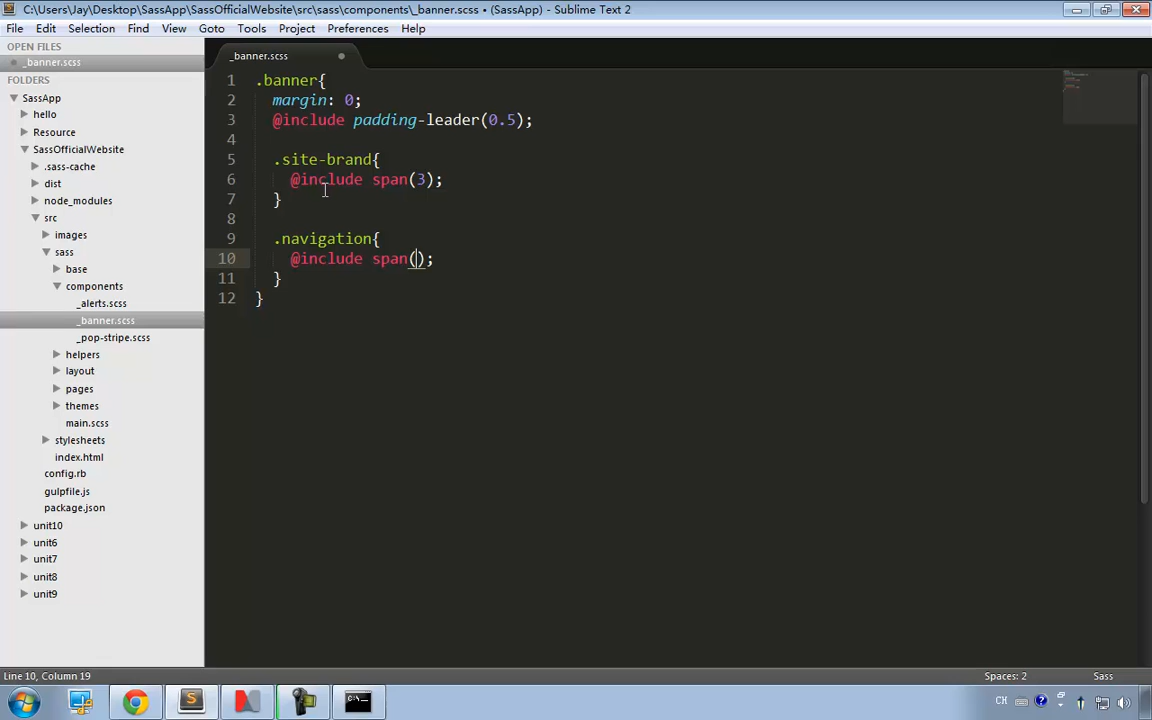 C:\Users\Jay\Desktop\SassApp\SassOfficialWebsite\src\sass\components\_banner.scss • (SassApp) - Sublime Text 2
File Edit Selection Find View Goto Tools Project Preferences Help
OPEN FILES
_banner.scss
FOLDERS
SassApp
hello
Resource
SassOfficialWebsite
.sass-cache
dist
node_modules
src
images
sass
base
components
_alerts.scss
_banner.scss
_pop-stripe.scss
helpers
layout
pages
themes
main.scss
stylesheets
index.html
config.rb
gulpfile.js
package.json
unit10
unit6
unit7
unit8
unit9
_banner.scss
1 .banner{
2 margin: 0;
3 @include padding-leader(0.5);
4
5 .site-brand{
6 @include span(3);
7 }
8
9 .navigation{
10 @include span();
11 }
12 }
Line 10, Column 19 Spaces: 2 Sass
CH